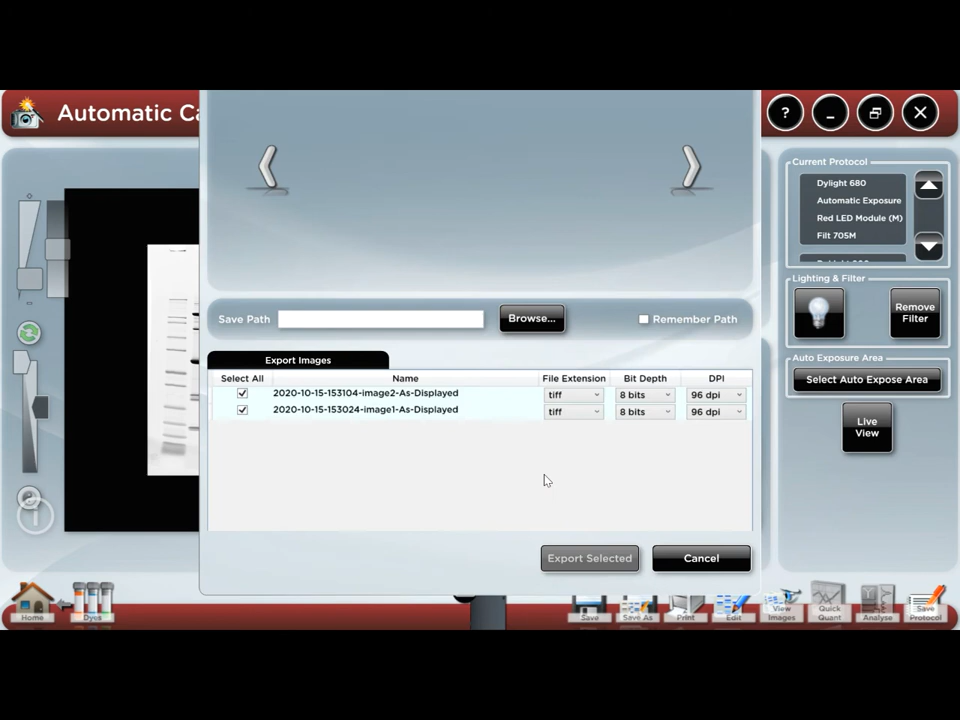 Automatic Ca
?
Current Protocol
Dylight 680
Automatic Exposure
Red LED Module (M)
Filt 705M
Lighting & Filter
Remove Filter
Save Path
Browse...
Remember Path
Auto Exposure Area
Select Auto Expose Area
Export Images
Select All Name File Extension Bit Depth DPI
2020-10-15-153104-image2-As-Displayed tiff 8 bits 96 dpi
2020-10-15-153024-image1-As-Displayed tiff 8 bits 96 dpi
Live View
Export Selected Cancel
Home Dyes Save Save As Print Edit View Images Quick Quant Analyse Save Protocol